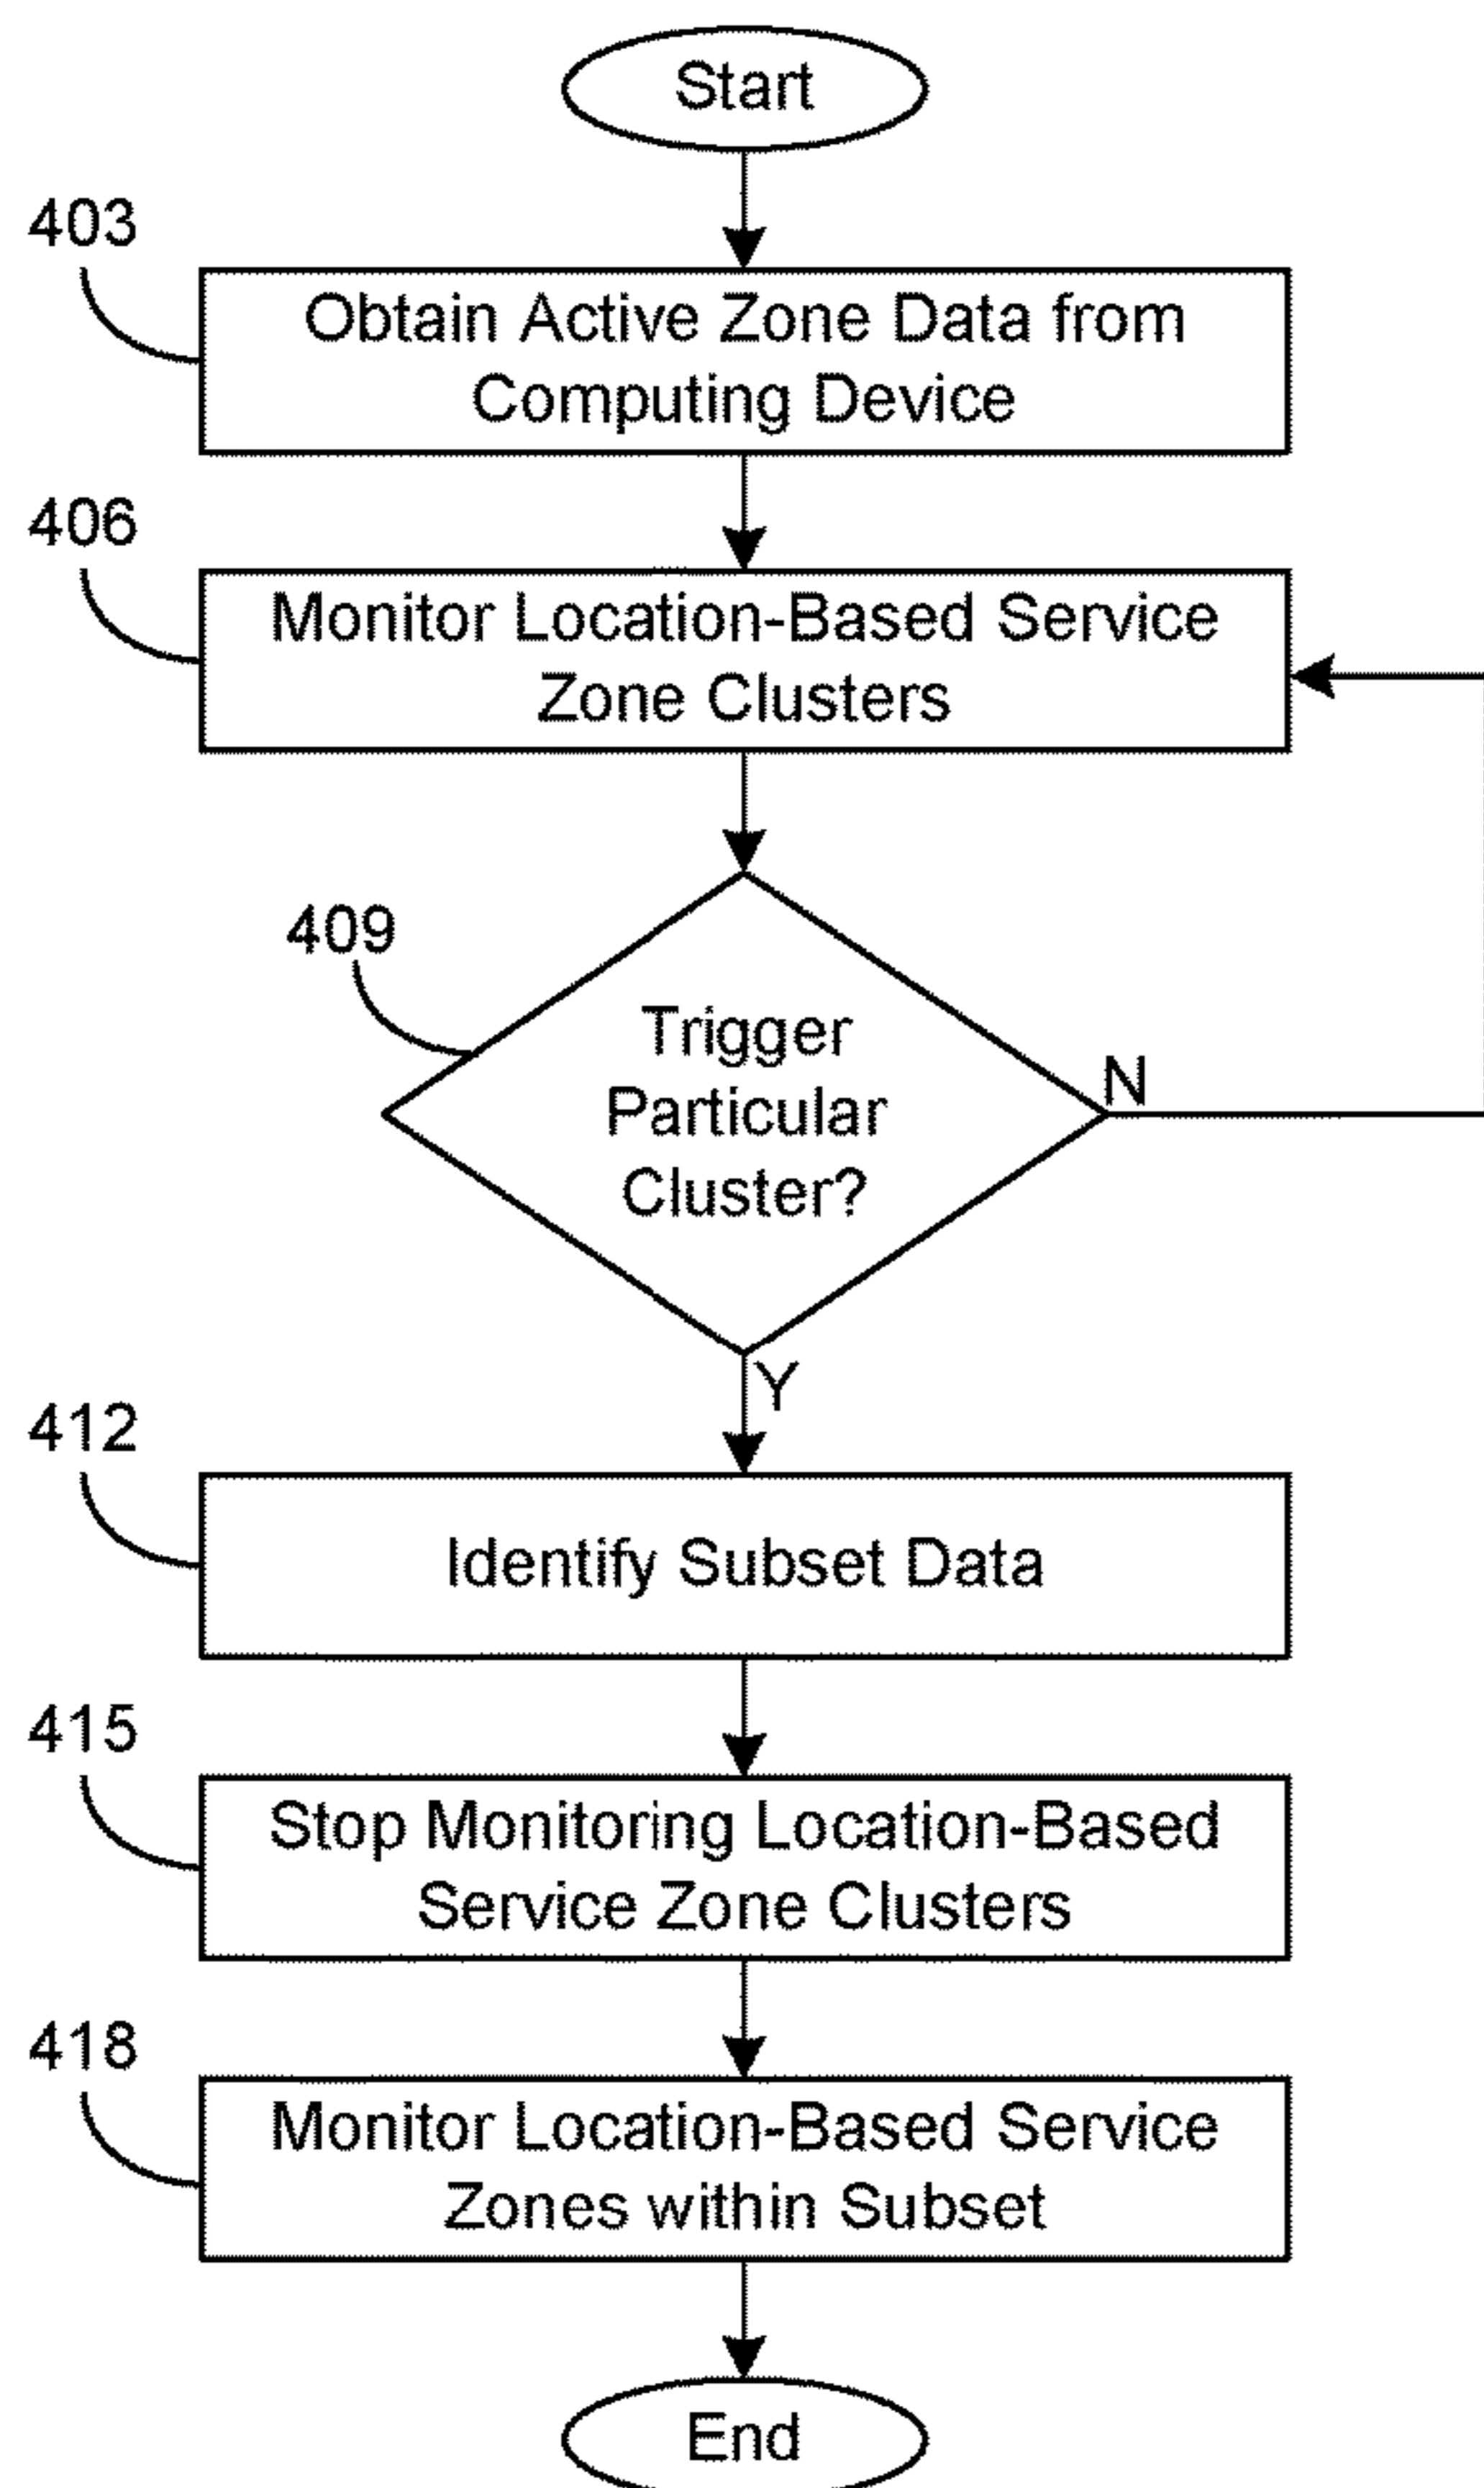 Start
403
Obtain Active Zone Data from
Computing Device
406
Monitor Location-Based Service
Zone Clusters
409
Trigger
Particular
Cluster?
N
Y
412
Identify Subset Data
415
Stop Monitoring Location-Based
Service Zone Clusters
418
Monitor Location-Based Service
Zones within Subset
End